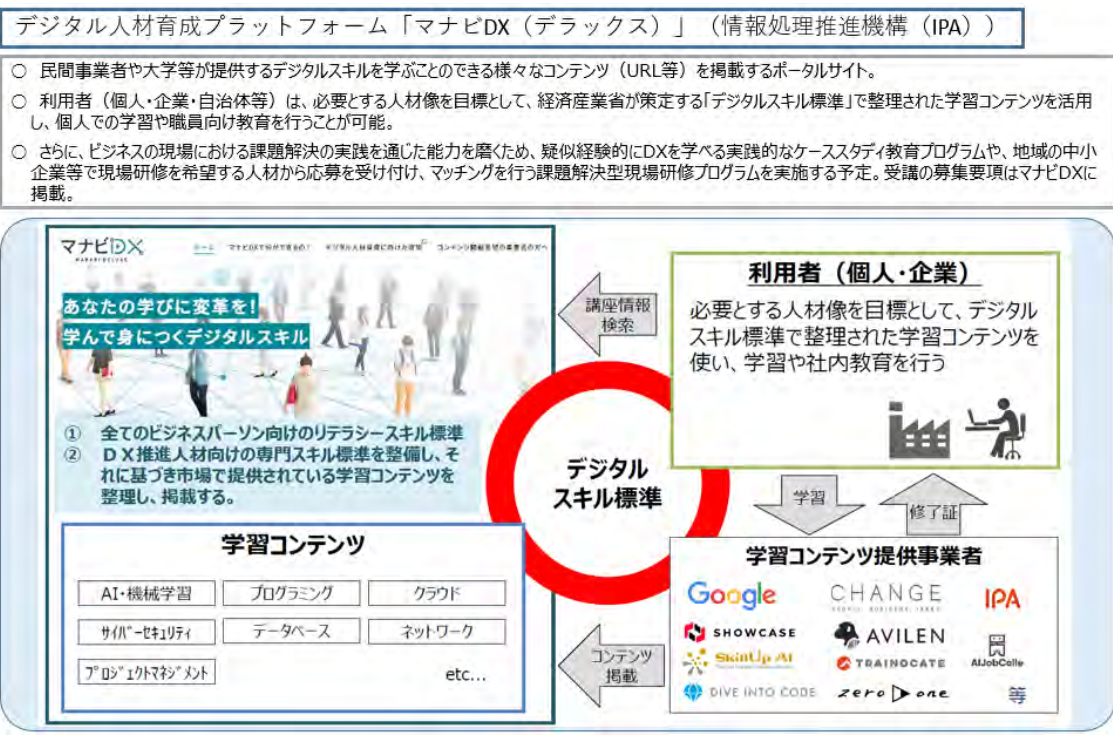 デジタル人材育成プラットフォーム「マナビDX（デラックス）」（情報処理推進機構（IPA））
○ 民間事業者や大学等が提供するデジタルスキルを学ぶことのできる様々なコンテンツ（URL等）を掲載するポータルサイト。
○ 利用者（個人・企業・自治体等）は、必要とする人材像を目標として、経済産業省が策定する「デジタルスキル標準」で整理された学習コンテンツを活用
し、個人での学習や職員向け教育を行うことが可能。
○ さらに、ビジネスの現場における課題解決の実践を通じた能力を磨くため、疑似経験的にDXを学べる実践的なケーススタディ教育プログラムや、地域の中小
企業等で現場研修を希望する人材から応募を受け付け、マッチングを行う課題解決型現場研修プログラムを実施する予定。受講の募集要項はマナビDXに
掲載。
マナビDX
MANABI DELUXE
ホーム マナビDXで何ができるの？
あなたの学びに変革を！
学んで身につくデジタルスキル
① 全てのビジネスパーソン向けのリテラシースキル標準
② ＤＸ推進人材向けの専門スキル標準を整備し、そ
れに基づき市場で提供されている学習コンテンツを
整理し、掲載する。
学習コンテンツ
AI・機械学習 プログラミング クラウド
ｻｲﾊﾞｰｾｷｭﾘﾃｨ データベース ネットワーク
ﾌﾟﾛｼﾞｪｸﾄﾏﾈｼﾞﾒﾝﾄ etc...
講座情報
検索
デジタル
スキル標準
コンテンツ
掲載
利用者（個人・企業）
必要とする人材像を目標として、デジタル
スキル標準で整理された学習コンテンツを
使い、学習や社内教育を行う
学習
修了証
学習コンテンツ提供事業者
Google CHANGE IPA
SHOWCASE AVILEN
SkillUp AI TRAINOCATE AIJobColle
DIVE INTO CODE zero one 等